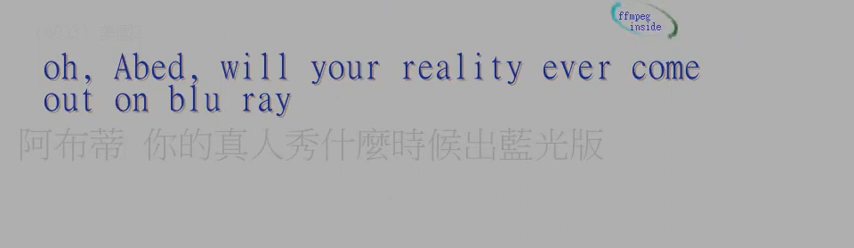 ffmpeg
inside
oh, Abed, will your reality ever come
out on blu ray
阿布蒂 你的真人秀什麼時候出藍光版